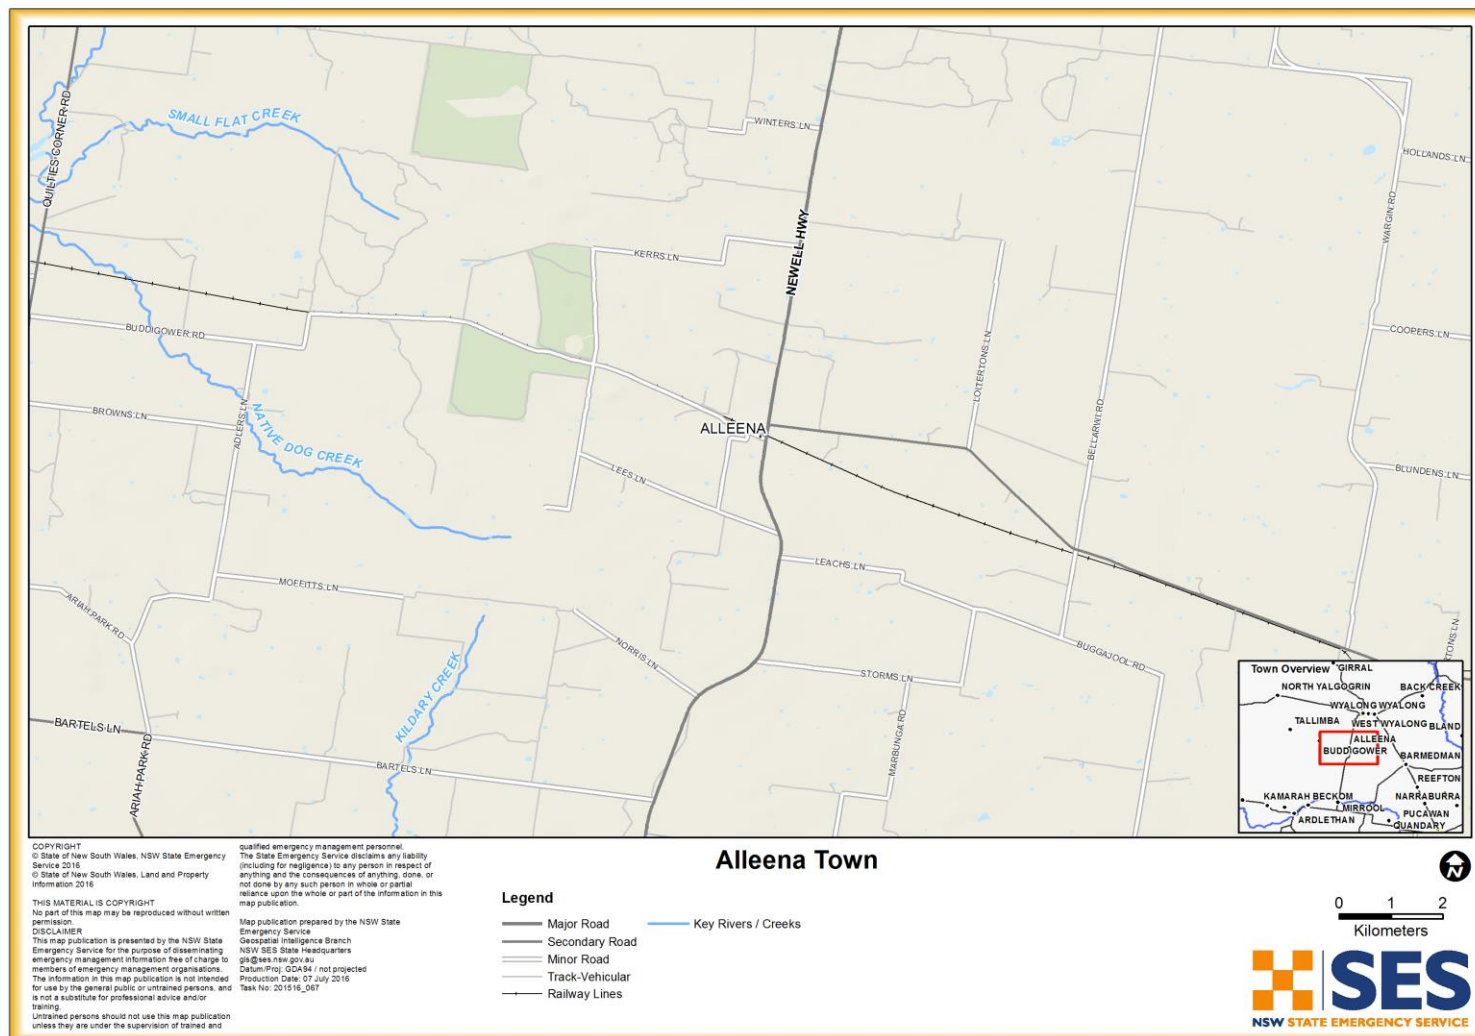 SMALL FLAT CREEK
QUILTIES CORNER RD
WINTERS LN
HOLLANDS LN
WARGIN RD
KERRS LN
NEWELL HWY
BUDDIGOWER RD
COOPERS LN
LOITERTONS LN
BROWNS LN
ADLERS LN
NATIVE DOG CREEK
ALLEENA
BELLARWI RD
LEES LN
BLUNDENS LN
LEACHS LN
MOFFITTS LN
ARIAH PARK RD
NORRIS LN
BUGGAJOOL RD
STORMS LN
KILDARY CREEK
MARBUNGA RD
BARTELS LN
ARIAH PARK RD
BARTELS LN
Town Overview
GIRRAL
NORTH YALGOGRIN
BACK CREEK
WYALONG
WYALONG
TALLIMBA
WEST WYALONG
BLAND
ALLEENA
BUDDIGOWER
BARMEDMAN
REEFTON
KAMARAH
BECKOM
NARRABURRA
MIRROOL
PUCAWAN
ARDLETHAN
QUANDARY
COPYRIGHT
© State of New South Wales, NSW State Emergency
Service 2016
© State of New South Wales, Land and Property
Information 2016
THIS MATERIAL IS COPYRIGHT
No part of this map may be reproduced without written
permission.
DISCLAIMER
This map publication is presented by the NSW State
Emergency Service for the purpose of disseminating
emergency management information free of charge to
members of emergency management organisations.
The information in this map publication is not intended
for use by the general public or untrained persons, and
is not a substitute for professional advice and/or
training.
Untrained persons should not use this map publication
unless they are under the supervision of trained and
qualified emergency management personnel.
The State Emergency Service disclaims any liability
(including for negligence) to any person in respect of
anything and the consequences of anything, done, or
not done by any such person in whole or partial
reliance upon the whole or part of the information in this
map publication.
Map publication prepared by the NSW State
Emergency Service
Geospatial Intelligence Branch
NSW SES State Headquarters
gis@ses.nsw.gov.au
Datum/Proj: GDA94 / not projected
Production Date: 07 July 2016
Task No: 201516_067
Alleena Town
Legend
Major Road
Secondary Road
Minor Road
Track-Vehicular
Railway Lines
Key Rivers / Creeks
N
0 1 2
Kilometers
SES
NSW STATE EMERGENCY SERVICE